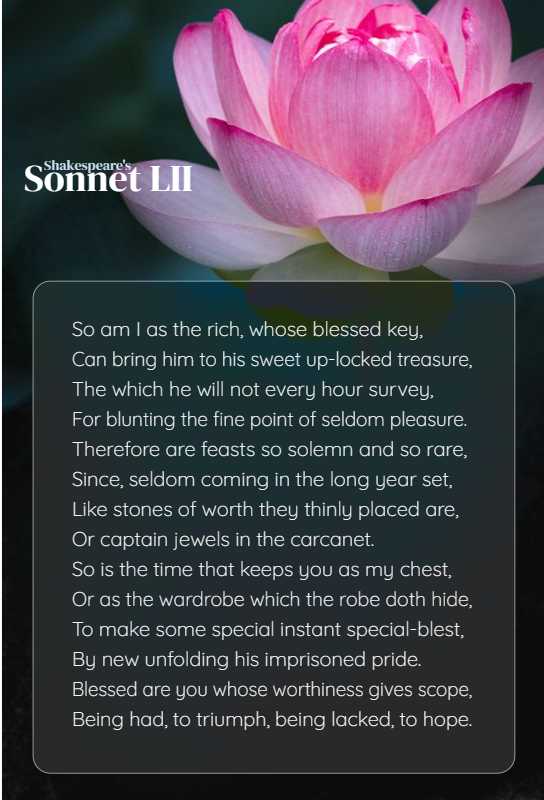 Shakespeare's
Sonnet LII
So am I as the rich, whose blessed key,
Can bring him to his sweet up-locked treasure,
The which he will not every hour survey,
For blunting the fine point of seldom pleasure.
Therefore are feasts so solemn and so rare,
Since, seldom coming in the long year set,
Like stones of worth they thinly placed are,
Or captain jewels in the carcanet.
So is the time that keeps you as my chest,
Or as the wardrobe which the robe doth hide,
To make some special instant special-blest,
By new unfolding his imprisoned pride.
Blessed are you whose worthiness gives scope,
Being had, to triumph, being lacked, to hope.